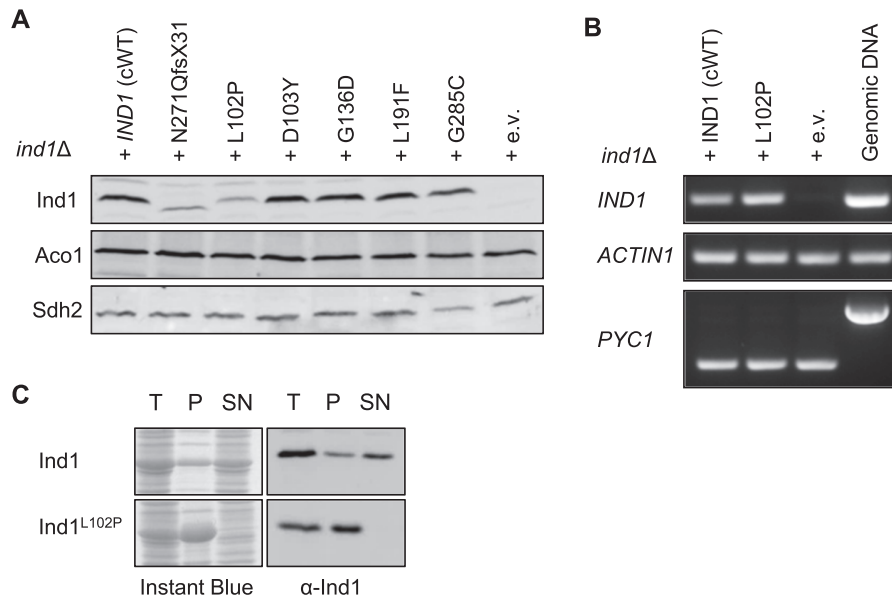 A
ind1Δ
+ IND1 (cWT)
+ N271QfsX31
+ L102P
+ D103Y
+ G136D
+ L191F
+ G285C
+ e.v.
Ind1
Aco1
Sdh2
B
ind1Δ
+ IND1 (cWT)
+ L102P
+ e.v.
Genomic DNA
IND1
ACTIN1
PYC1
C
T P SN T P SN
Ind1
Ind1L102P
Instant Blue α-Ind1